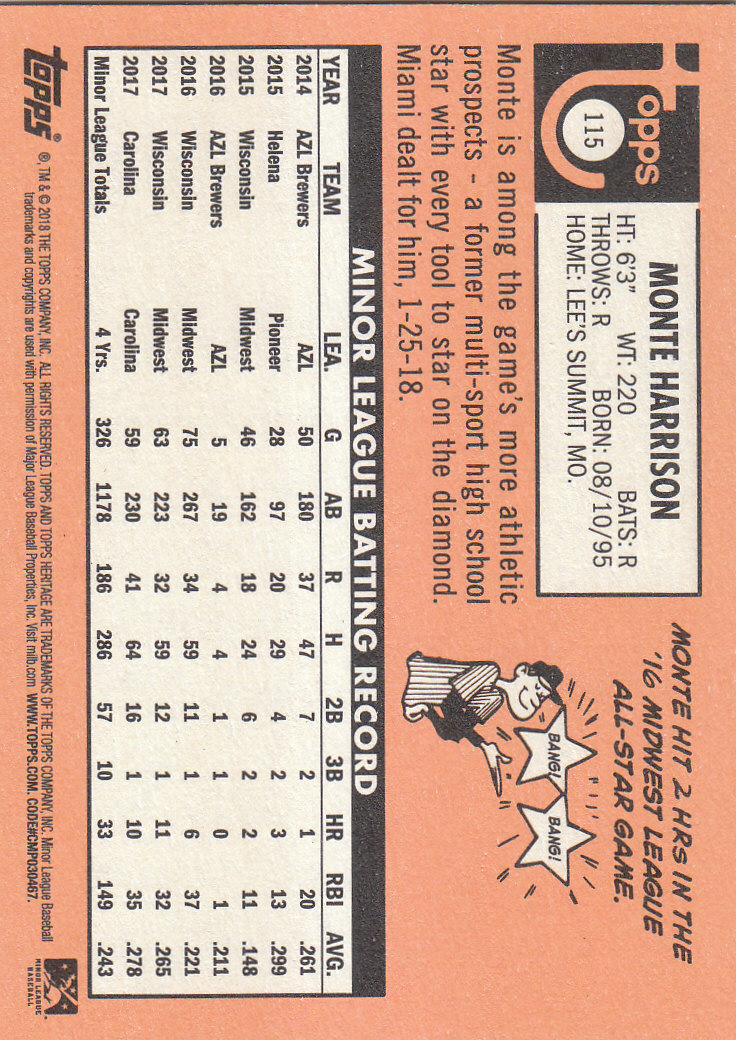 Topps
115
MONTE HARRISON
HT: 6'3" WT: 220 BATS: R
THROWS: R BORN: 08/10/95
HOME: LEE'S SUMMIT, MO.
MONTE HIT 2 HRS IN THE
'16 MIDWEST LEAGUE
ALL-STAR GAME.
BANG!
BANG!
Monte is among the game's more athletic
prospects - a former multi-sport high school
star with every tool to star on the diamond.
Miami dealt for him, 1-25-18.
MINOR LEAGUE BATTING RECORD
YEAR TEAM LEA. G AB R H 2B 3B HR RBI AVG.
2014 AZL Brewers AZL 50 180 37 47 7 2 1 20 .261
2015 Helena Pioneer 28 97 20 29 4 2 3 13 .299
2015 Wisconsin Midwest 46 162 18 24 6 2 2 11 .148
2016 AZL Brewers AZL 5 19 4 4 1 1 0 1 .211
2016 Wisconsin Midwest 75 267 34 59 11 1 6 37 .221
2017 Wisconsin Midwest 63 223 32 59 12 1 11 32 .265
2017 Carolina Carolina 59 230 41 64 16 1 10 35 .278
Minor League Totals 4 Yrs. 326 1178 186 286 57 10 33 149 .243
topps® ®, TM & © 2018 THE TOPPS COMPANY, INC. ALL RIGHTS RESERVED. TOPPS AND TOPPS HERITAGE ARE TRADEMARKS OF THE TOPPS COMPANY, INC. Minor League Baseball
trademarks and copyrights are used with permission of Major League Baseball Properties, Inc. Visit milb.com WWW.TOPPS.COM. CODE#CMP030467.
MINOR LEAGUE
BASEBALL